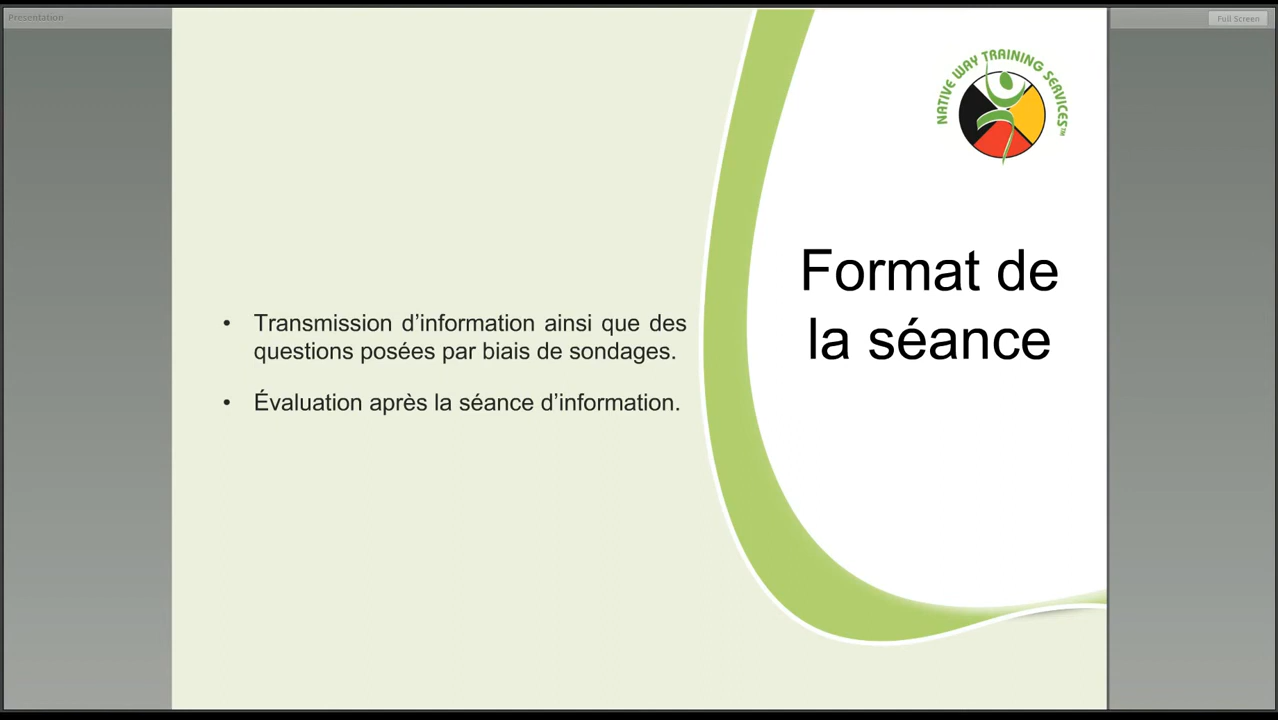 Presentation
Full Screen
NATIVE WAY TRAINING SERVICES™
Format de
la séance
• Transmission d’information ainsi que des
questions posées par biais de sondages.
• Évaluation après la séance d’information.